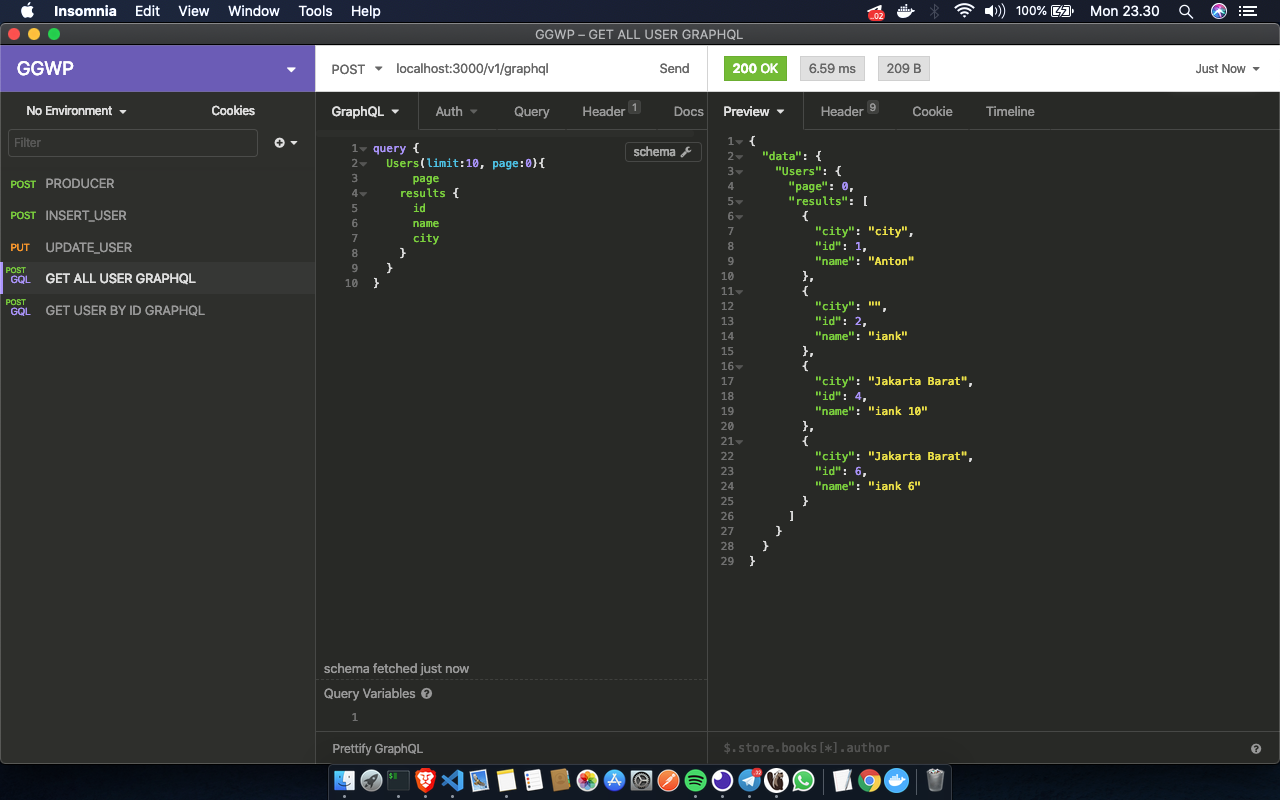 Insomnia Edit View Window Tools Help 100% Mon 23.30
GGWP – GET ALL USER GRAPHQL
GGWP
POST localhost:3000/v1/graphql Send
200 OK 6.59 ms 209 B Just Now
No Environment Cookies
GraphQL Auth Query Header 1 Docs
Preview Header 9 Cookie Timeline
Filter
POST PRODUCER
POST INSERT_USER
PUT UPDATE_USER
POST GQL GET ALL USER GRAPHQL
POST GQL GET USER BY ID GRAPHQL
schema
1 query {
2 Users(limit:10, page:0){
3 page
4 results {
5 id
6 name
7 city
8 }
9 }
10 }
schema fetched just now
Query Variables ?
1
Prettify GraphQL
1 {
2 "data": {
3 "Users": {
4 "page": 0,
5 "results": [
6 {
7 "city": "city",
8 "id": 1,
9 "name": "Anton"
10 },
11 {
12 "city": "",
13 "id": 2,
14 "name": "iank"
15 },
16 {
17 "city": "Jakarta Barat",
18 "id": 4,
19 "name": "iank 10"
20 },
21 {
22 "city": "Jakarta Barat",
23 "id": 6,
24 "name": "iank 6"
25 }
26 ]
27 }
28 }
29 }
$.store.books[*].author ?